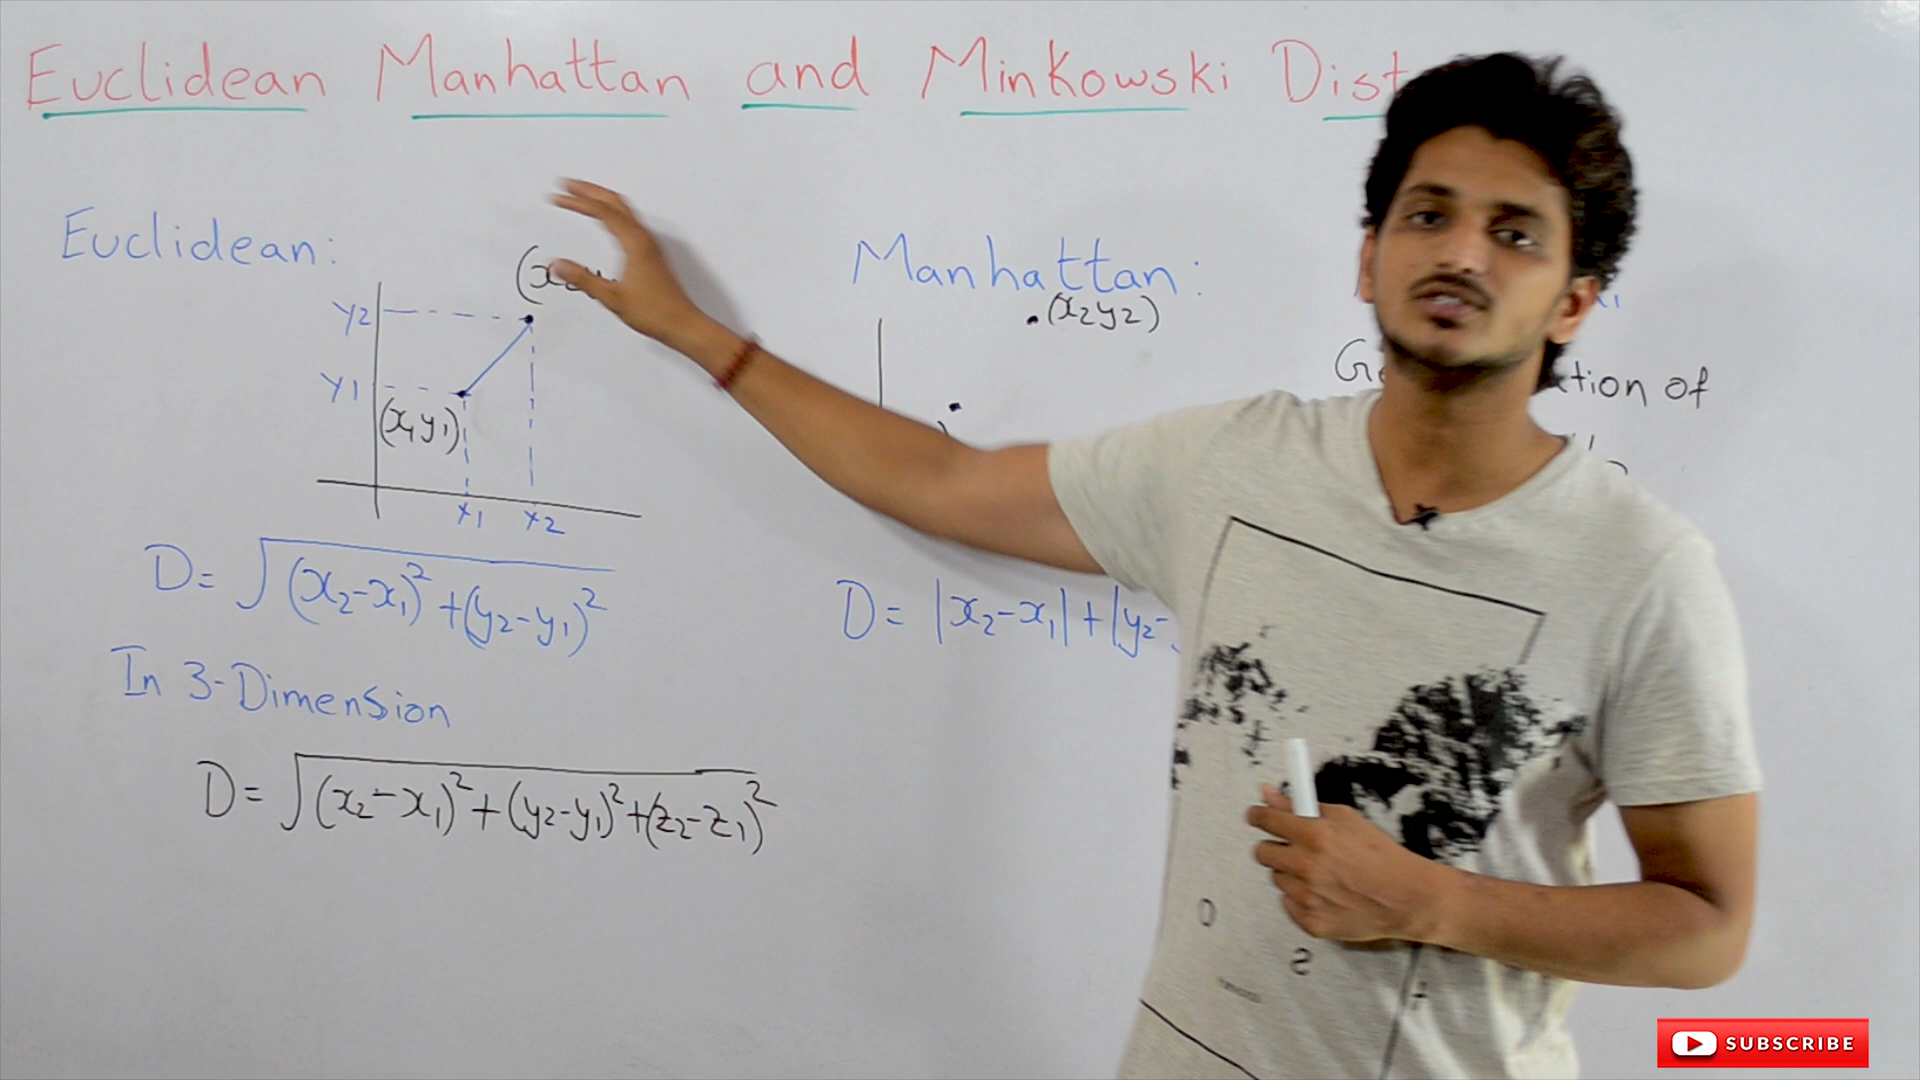 Euclidean Manhattan and Minkowski Dist
Euclidean:
y2
y1
(x1y1)
x1 x2
D = √(x2-x1)² + (y2-y1)²
In 3-Dimension
D = √(x2-x1)² + (y2-y1)² + (z2-z1)²
Manhattan:
(x2y2)
D = |x2-x1| + |y2-
of
O
S
SUBSCRIBE